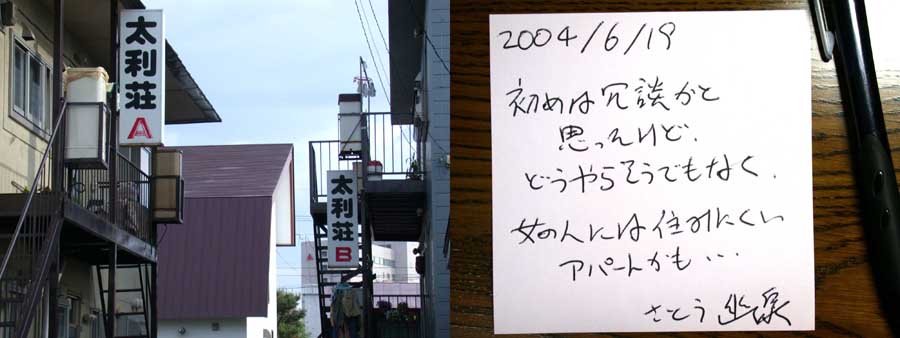 太利荘
A
太利荘
B
2004/6/19
初めは冗談かと
思ったけど、
どうやらそうでもなく、
女の人には住みにくい
アパートかも・・・
さとう